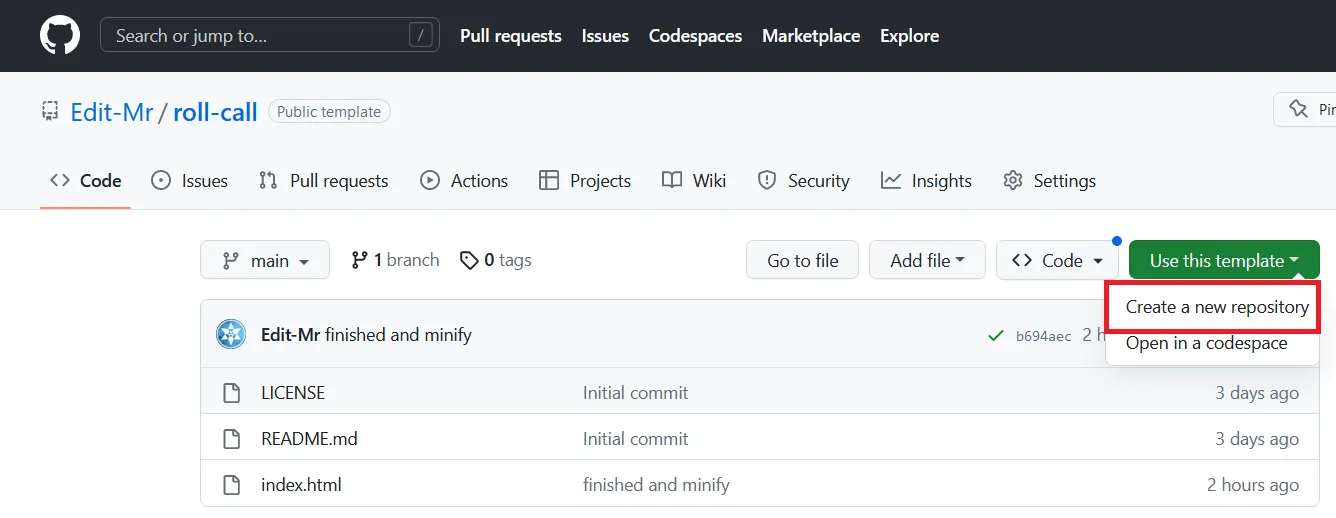 Search or jump to... / Pull requests Issues Codespaces Marketplace Explore
Edit-Mr / roll-call Public template
Code Issues Pull requests Actions Projects Wiki Security Insights Settings
main 1 branch 0 tags Go to file Add file Code Use this template
Create a new repository
Open in a codespace
Edit-Mr finished and minify b694aec 2
LICENSE Initial commit 3 days ago
README.md Initial commit 3 days ago
index.html finished and minify 2 hours ago